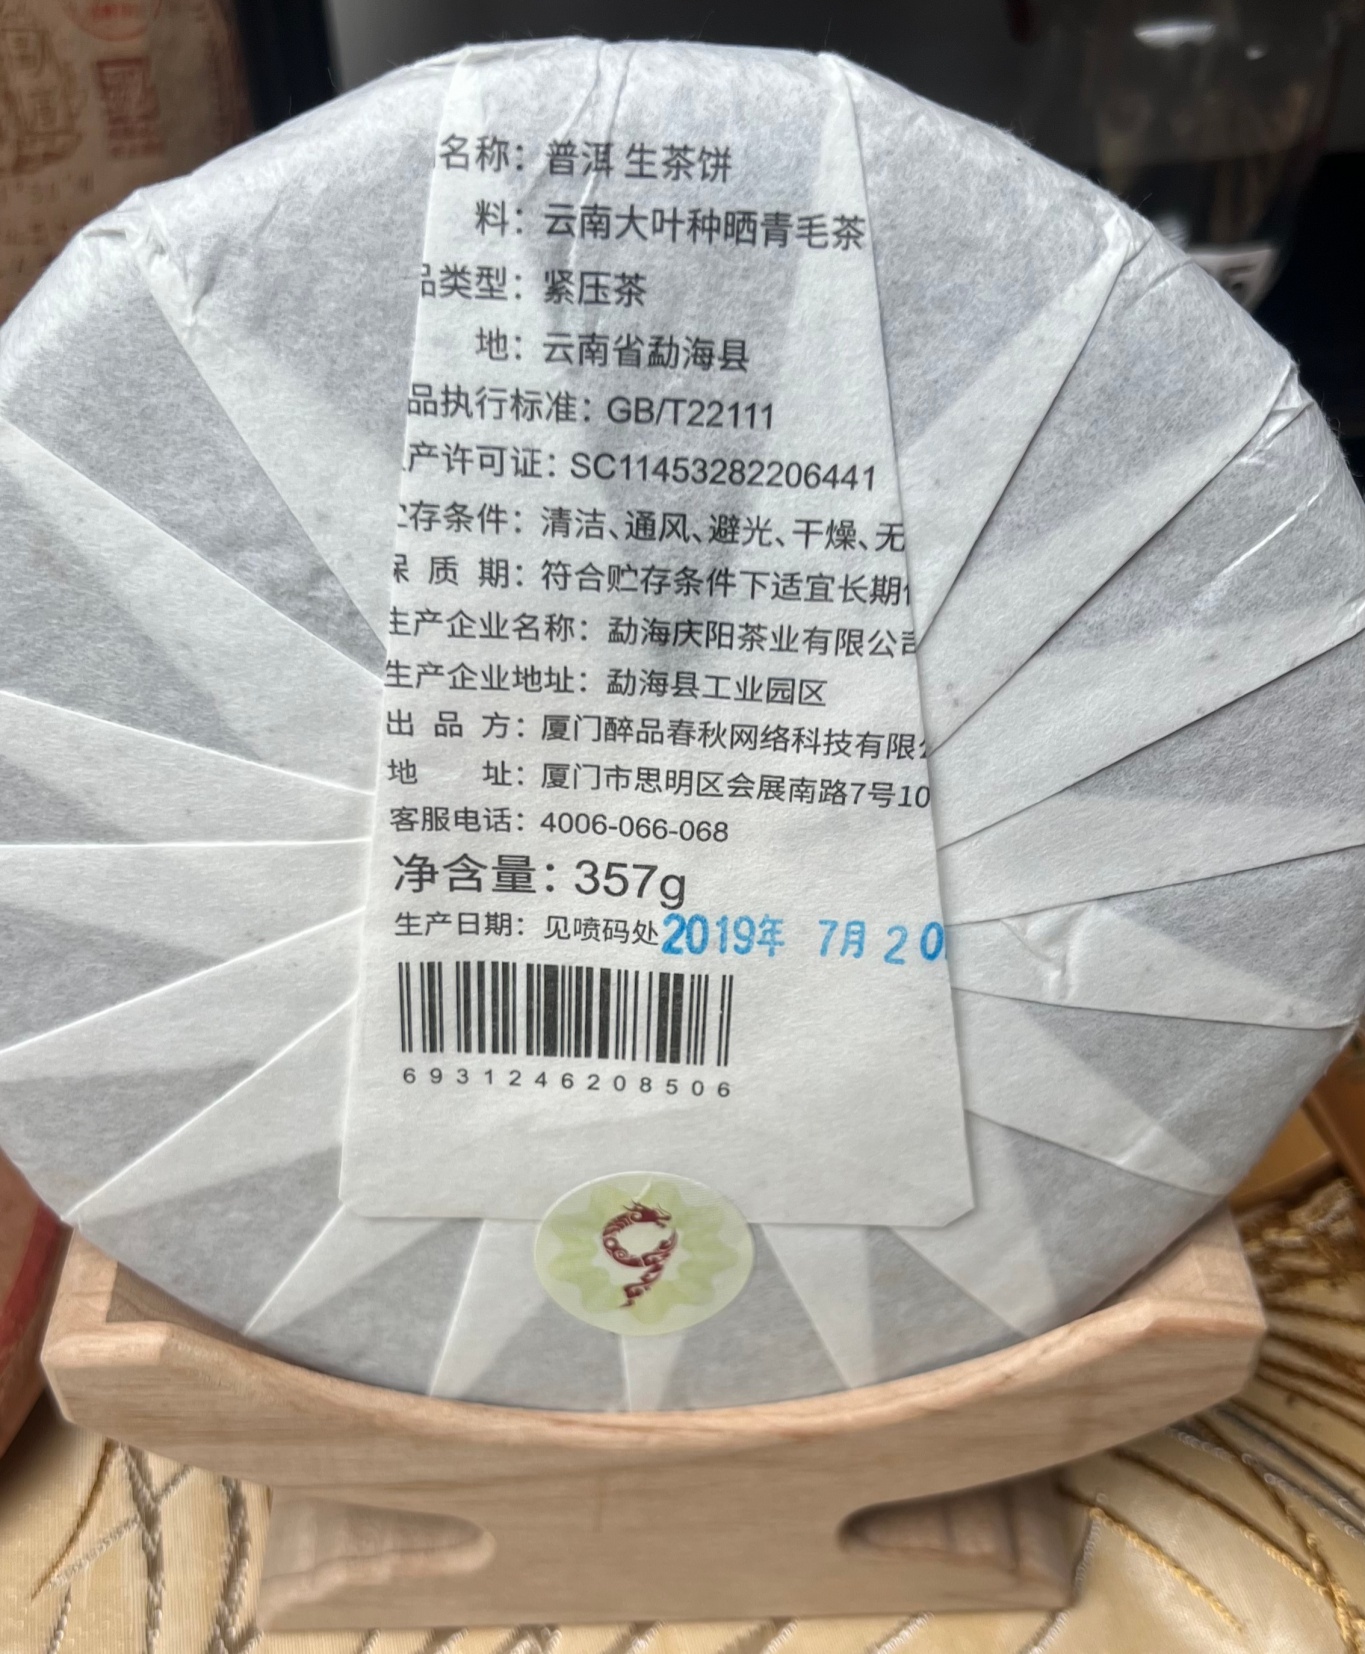 名称：普洱 生茶饼
料：云南大叶种晒青毛茶
品类型：紧压茶
地：云南省勐海县
品执行标准：GB/T22111
产许可证：SC11453282206441
存条件：清洁、通风、避光、干燥、无
保 质 期：符合贮存条件下适宜长期
生产企业名称：勐海庆阳茶业有限公司
生产企业地址：勐海县工业园区
出 品 方：厦门醉品春秋网络科技有限
地 址：厦门市思明区会展南路7号10
客服电话：4006-066-068
净含量：357g
生产日期：见喷码处2019年 7月20
6931246208506